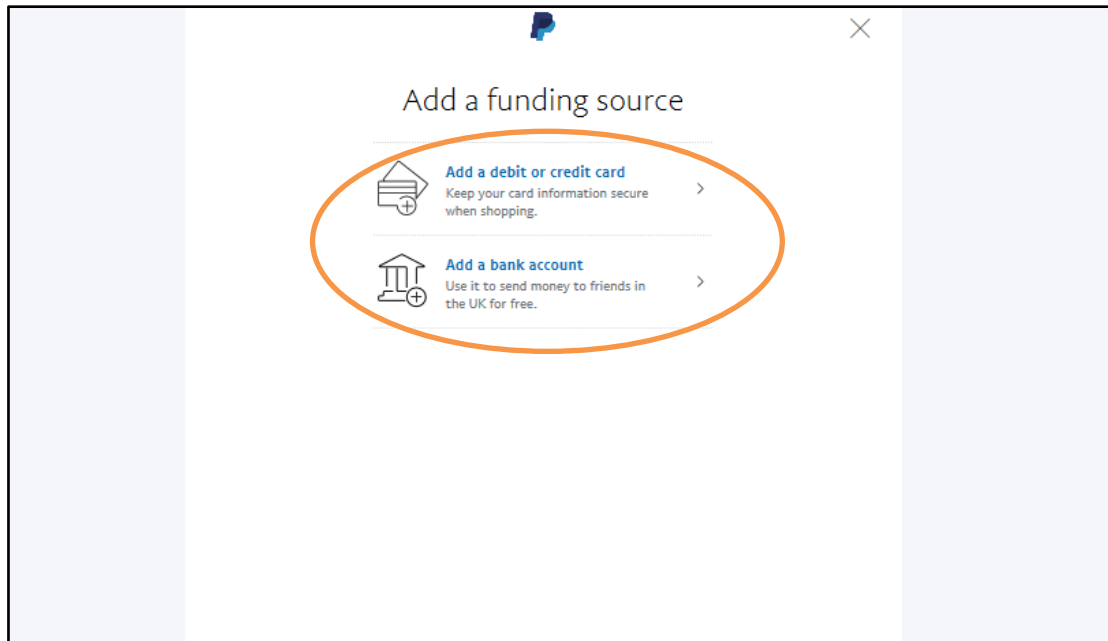 Add a funding source
Add a debit or credit card
Keep your card information secure
when shopping.
Add a bank account
Use it to send money to friends in
the UK for free.